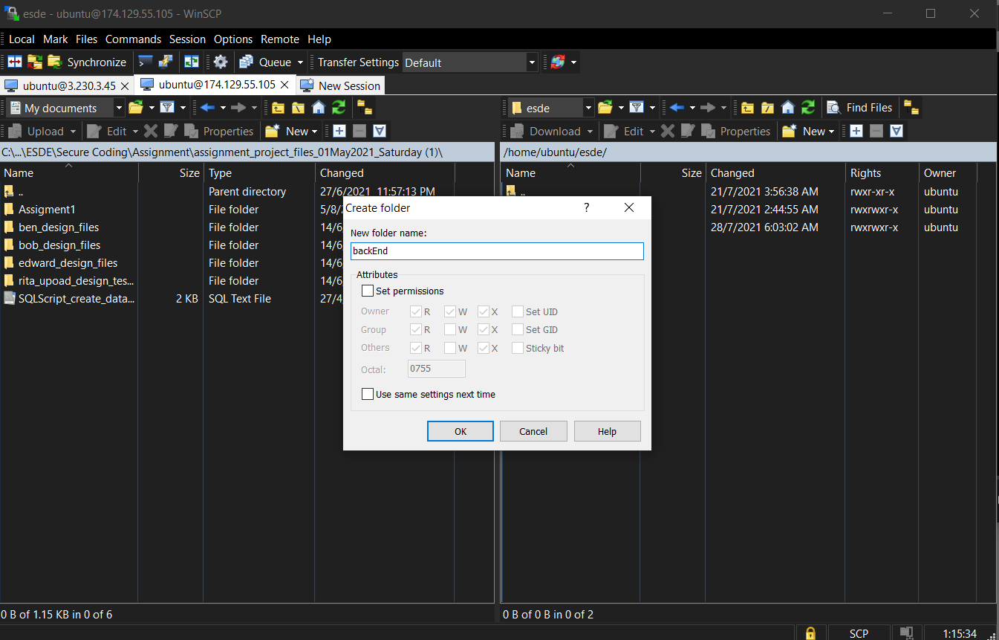 esde - ubuntu@174.129.55.105 - WinSCP
Local Mark Files Commands Session Options Remote Help
Synchronize Queue Transfer Settings Default
ubuntu@3.230.3.45 ubuntu@174.129.55.105 New Session
My documents esde Find Files
Upload Edit Properties New Download Edit Properties New
C:\...\ESDE\Secure Coding\Assignment\assignment_project_files_01May2021_Saturday (1)\ /home/ubuntu/esde/
Name Size Type Changed Name Size Changed Rights Owner
.. Parent directory 27/6/2021 11:57:13 PM .. 21/7/2021 3:56:38 AM rwxr-xr-x ubuntu
Assigment1 File folder 5/8/ 21/7/2021 2:44:55 AM rwxrwxr-x ubuntu
ben_design_files File folder 14/6 28/7/2021 6:03:02 AM rwxrwxr-x ubuntu
bob_design_files File folder 14/6
edward_design_files File folder 14/6
rita_upoad_design_tes... File folder 14/6
SQLScript_create_data... 2 KB SQL Text File 27/4
Create folder ?
New folder name:
backEnd
Attributes
Set permissions
Owner R W X Set UID
Group R W X Set GID
Others R W X Sticky bit
Octal: 0755
Use same settings next time
OK Cancel Help
0 B of 1.15 KB in 0 of 6 0 B of 0 B in 0 of 2
SCP 1:15:34